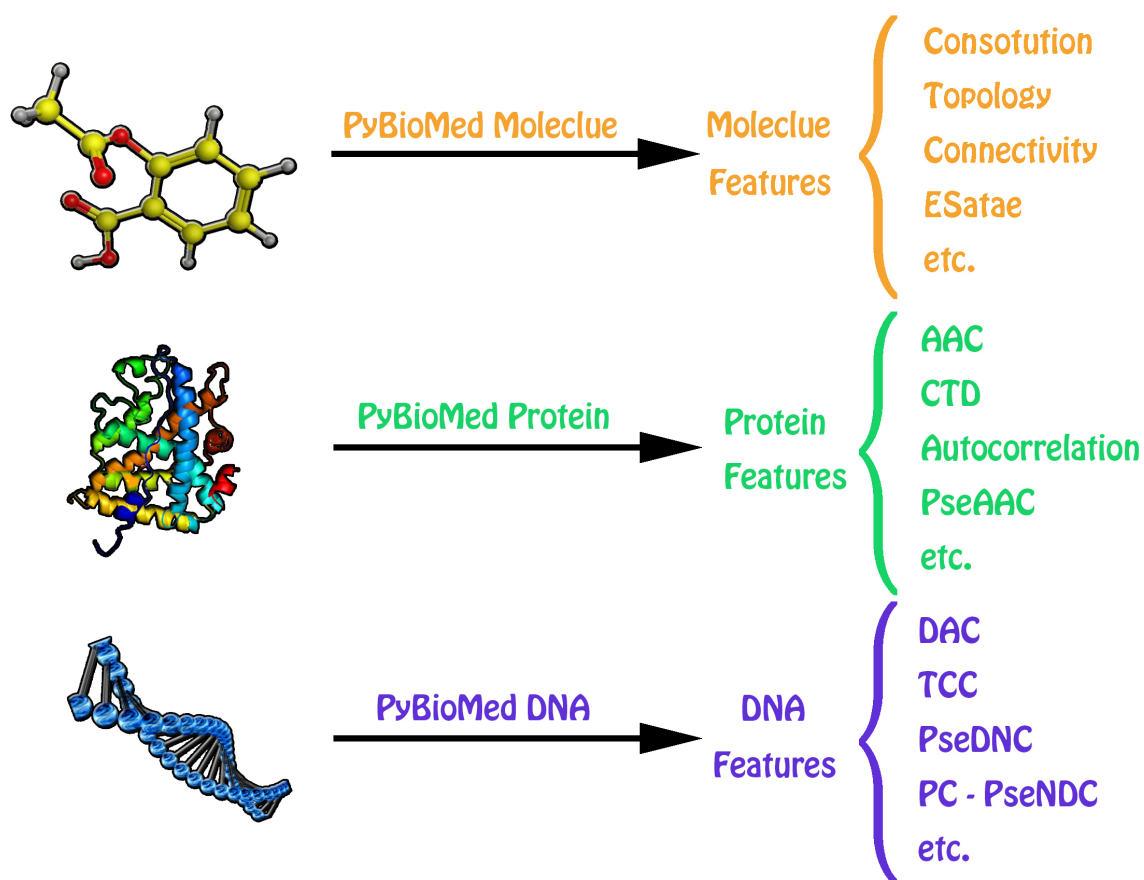 PyBioMed Moleclue
Moleclue
Features
Consotution
Topology
Connectivity
ESatae
etc.
PyBioMed Protein
Protein
Features
AAC
CTD
Autocorrelation
PseAAC
etc.
PyBioMed DNA
DNA
Features
DAC
TCC
PseDNC
PC - PseNDC
etc.